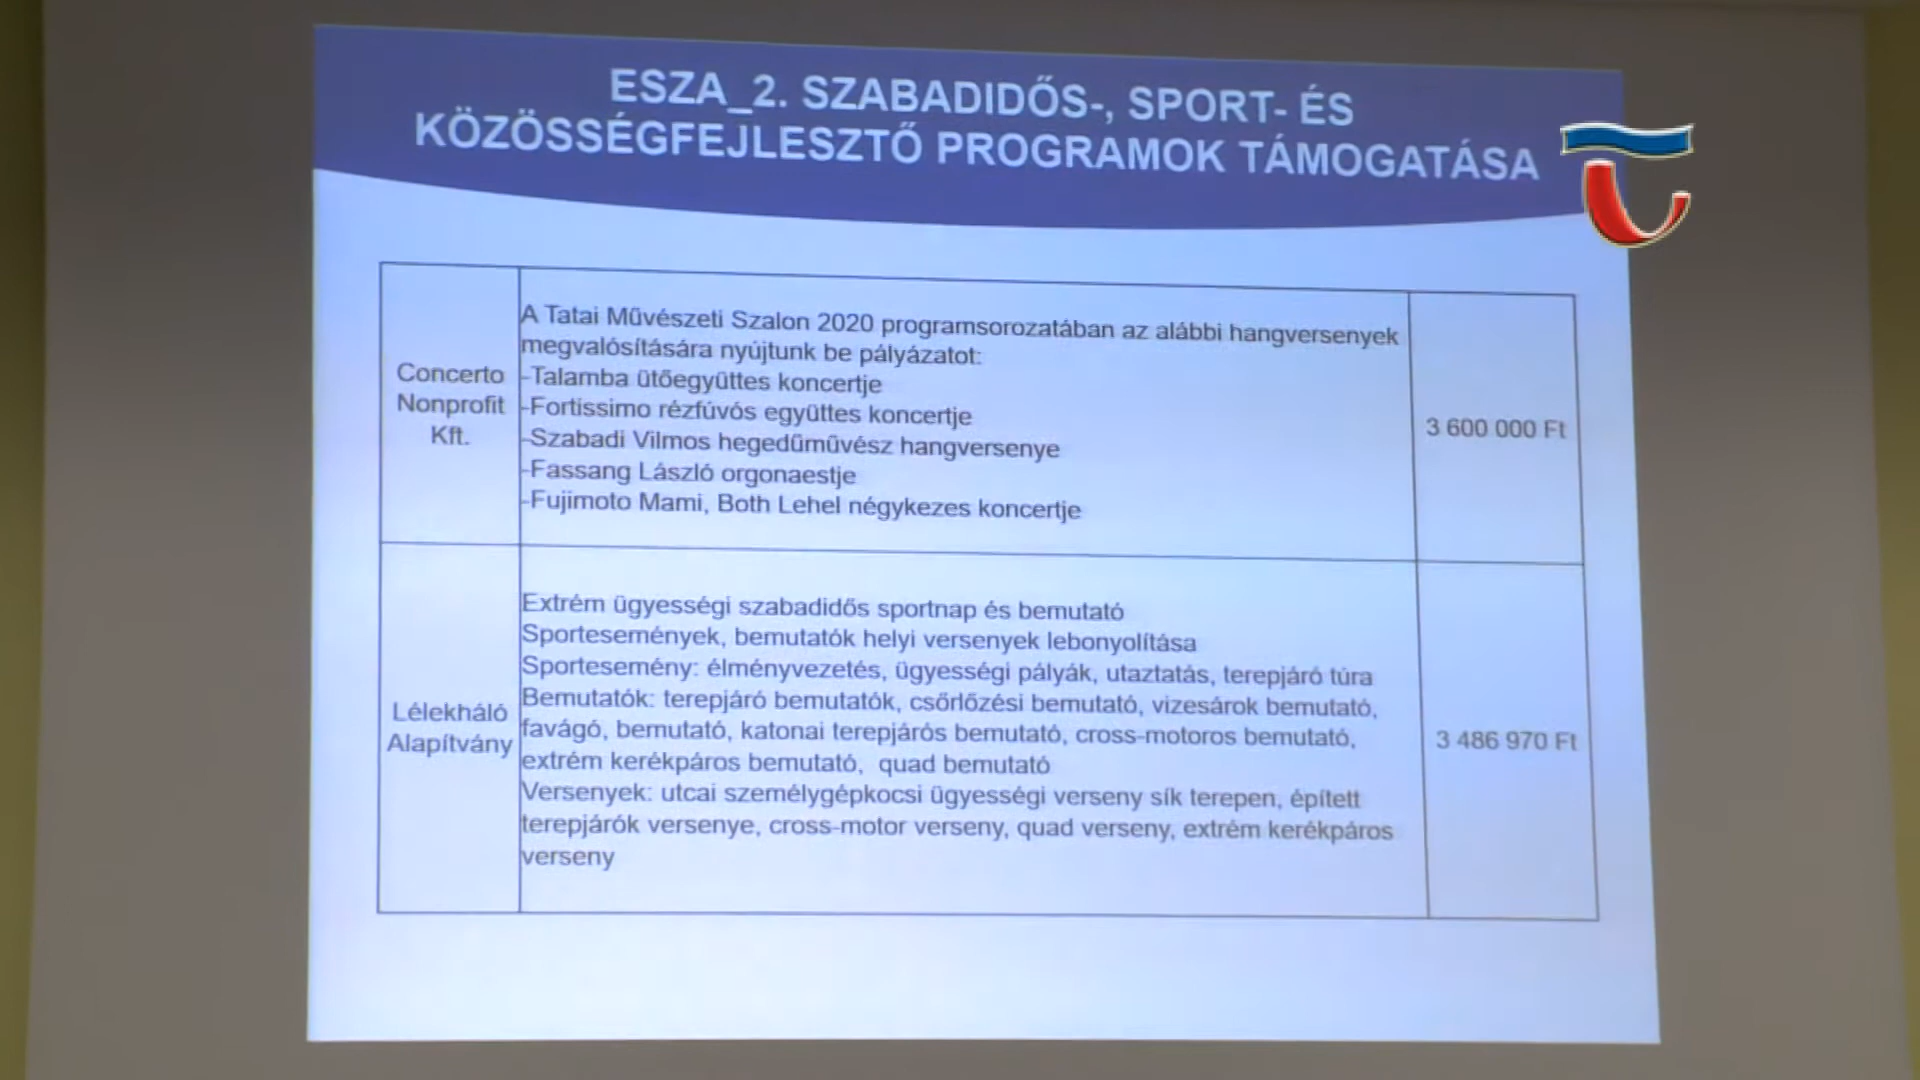 ESZA_2. SZABADIDŐS-, SPORT- ÉS
KÖZÖSSÉGFEJLESZTŐ PROGRAMOK TÁMOGATÁSA
Concerto
Nonprofit
Kft.
A Tatai Művészeti Szalon 2020 programsorozatában az alábbi hangversenyek
megvalósítására nyújtunk be pályázatot:
-Talamba ütőegyüttes koncertje
-Fortissimo rézfúvós együttes koncertje
-Szabadi Vilmos hegedűművész hangversenye
-Fassang László orgonaestje
-Fujimoto Mami, Both Lehel négykezes koncertje
3 600 000 Ft
Lélekháló
Alapítvány
Extrém ügyességi szabadidős sportnap és bemutató
Sportesemények, bemutatók helyi versenyek lebonyolítása
Sportesemény: élményvezetés, ügyességi pályák, utaztatás, terepjáró túra
Bemutatók: terepjáró bemutatók, csőrlőzési bemutató, vizesárok bemutató,
favágó, bemutató, katonai terepjárós bemutató, cross-motoros bemutató,
extrém kerékpáros bemutató, quad bemutató
Versenyek: utcai személygépkocsi ügyességi verseny sík terepen, épített
terepjárók versenye, cross-motor verseny, quad verseny, extrém kerékpáros
verseny
3 486 970 Ft